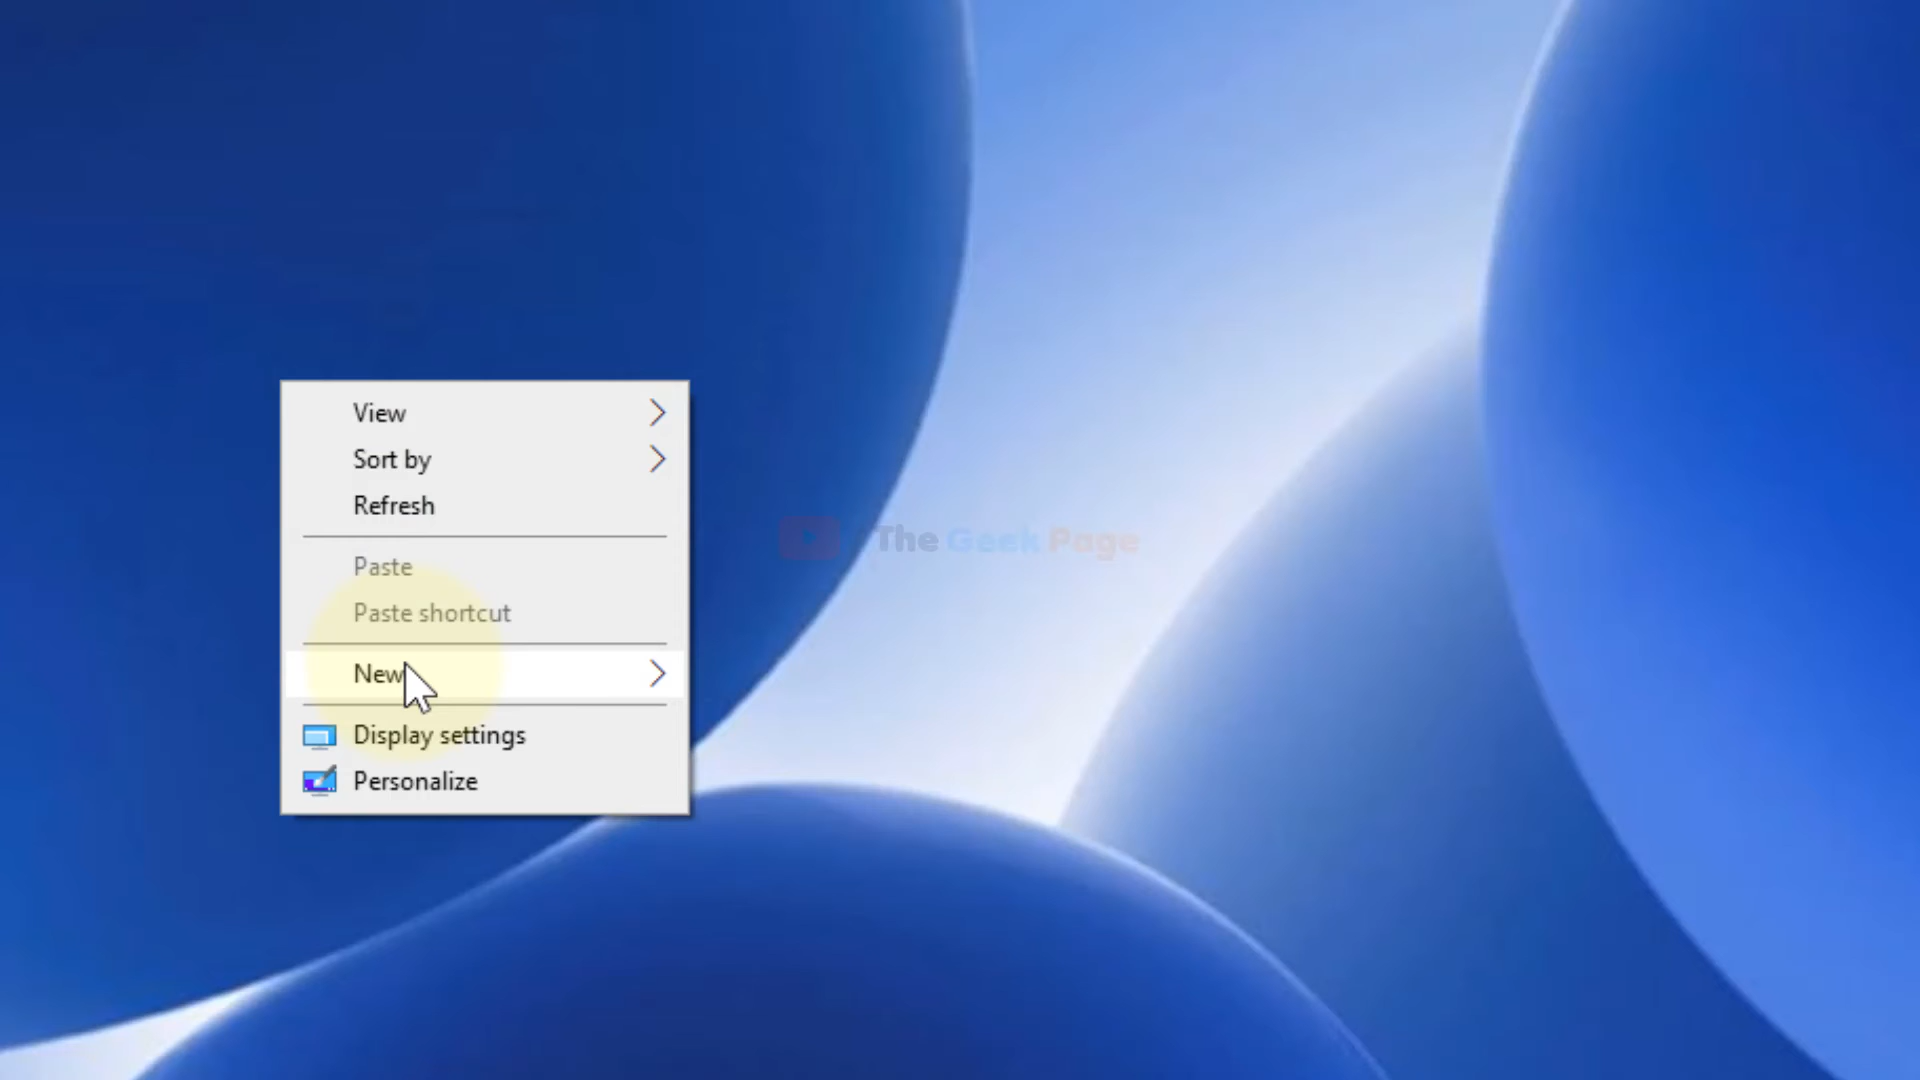 View
Sort by
Refresh
The Geek Page
Paste
Paste shortcut
New
Display settings
Personalize